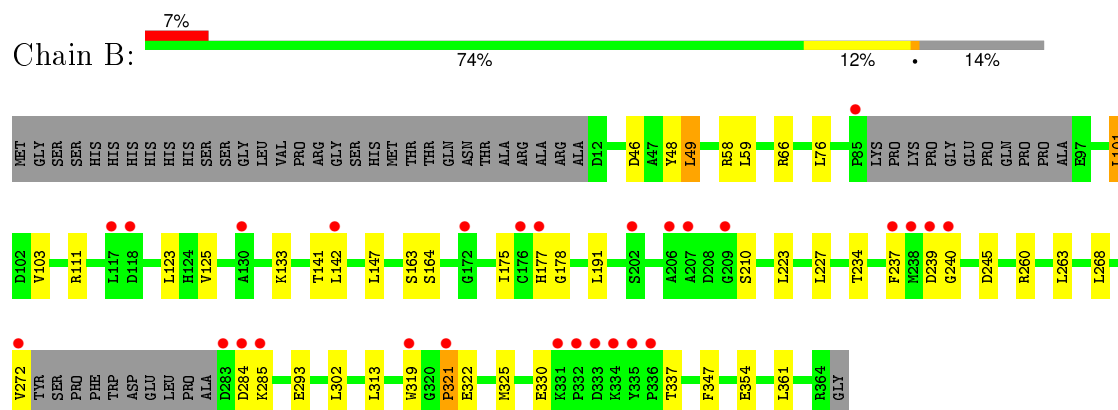 7%
Chain B:
74% 12% • 14%
MET GLY SER SER HIS HIS HIS HIS HIS HIS SER SER GLY LEU VAL PRO ARG GLY SER HIS MET THR THR GLN ASN THR ALA ARG ALA ARG ALA D12 D46 A47 Y48 L49 R58 L59 R66 L76 P85 LYS PRO LYS PRO GLY GLU PRO GLN PRO PRO ALA E97 L101
D102 V103 R111 L117 D118 L123 H124 V125 A130 K133 T141 L142 L147 S163 S164 G172 I175 C176 H177 G178 L191 S202 A206 A207 D208 G209 S210 L223 L227 T234 F237 M238 D239 G240 D245 R260 L263 L268
V272 TYR SER PRO PHE TRP ASP GLU LEU PRO ALA D283 D284 K285 E293 L302 L313 W319 G320 P321 E322 M325 E330 K331 P332 D333 K334 Y335 P336 T337 F347 E354 L361 R364 GLY